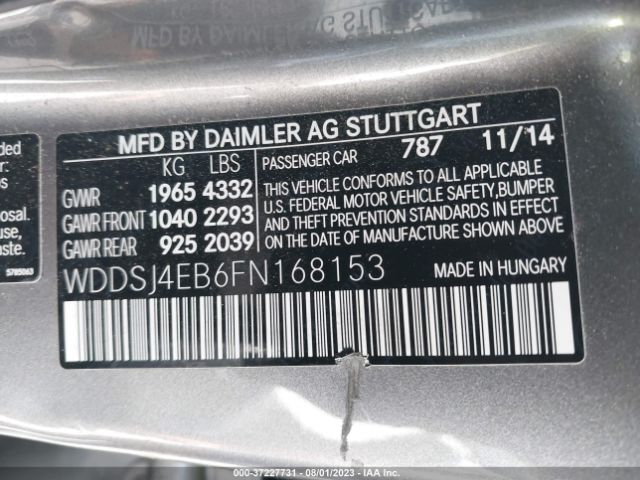 MFD BY DAIMLER AG STUTTGART
KG LBS
GVWR 1965 4332
GAWR FRONT 1040 2293
GAWR REAR 925 2039
PASSENGER CAR 787 11/14
THIS VEHICLE CONFORMS TO ALL APPLICABLE
U.S. FEDERAL MOTOR VEHICLE SAFETY, BUMPER
AND THEFT PREVENTION STANDARDS IN EFFECT
ON THE DATE OF MANUFACTURE SHOWN ABOVE
WDDSJ4EB6FN168153
MADE IN HUNGARY
5785063
000-37227731 - 08/01/2023 - IAA Inc.